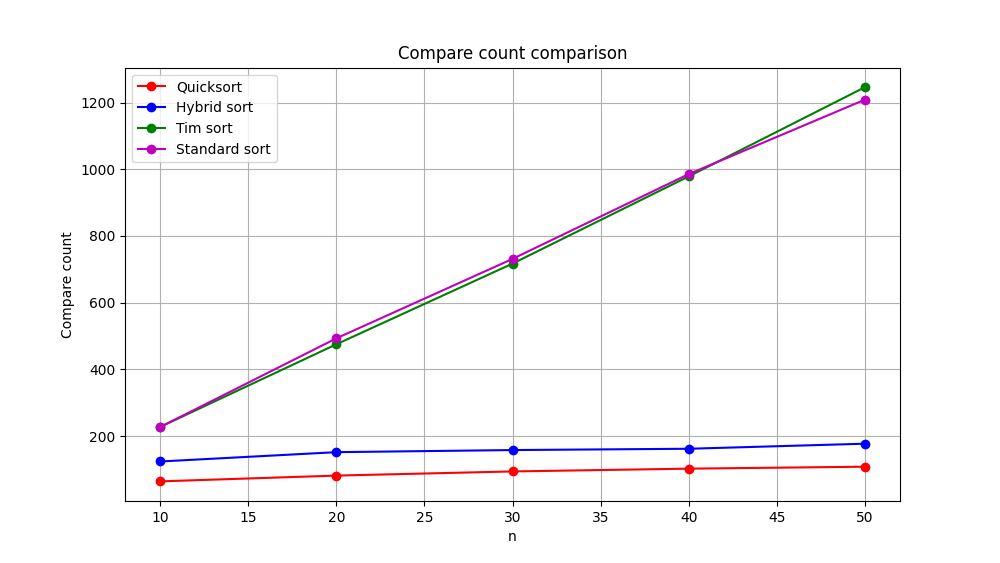 Compare count comparison
Quicksort
Hybrid sort
Tim sort
Standard sort
Compare count
1200
1000
800
600
400
200
10 15 20 25 30 35 40 45 50
n